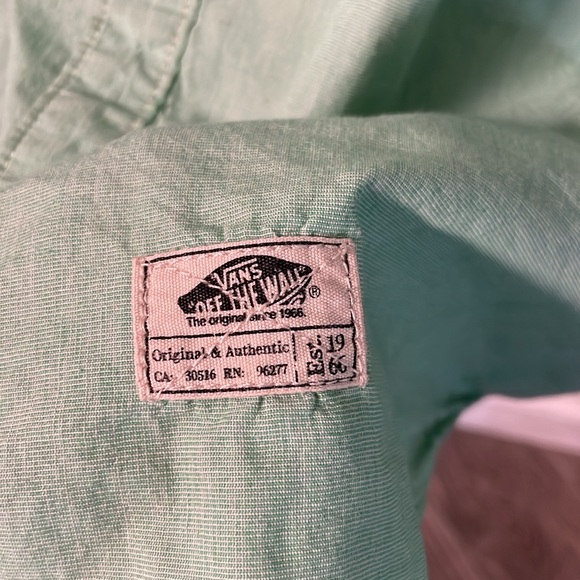 VANS
"OFF THE WALL"
®
The original since 1966.
Original & Authentic
CA: 30516 RN: 96277
Est. 19
66